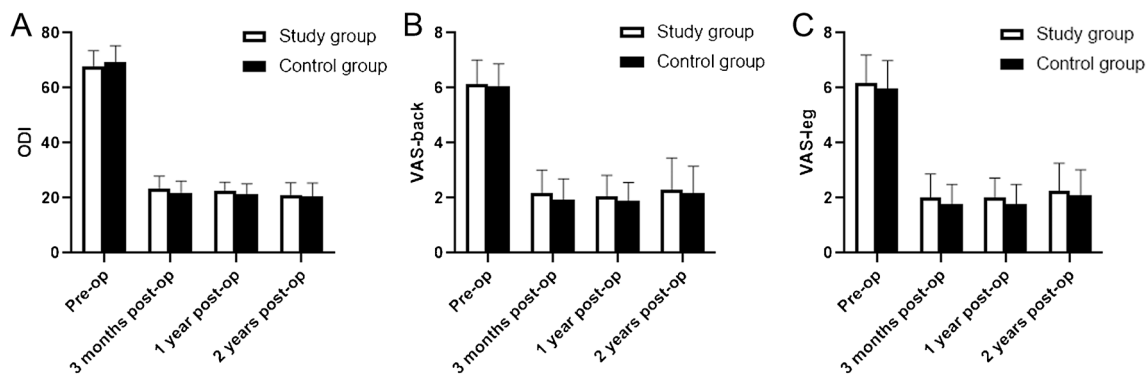 A
ODI
80
60
40
20
0
Study group
Control group
Pre-op
3 months post-op
1 year post-op
2 years post-op
B
VAS-back
8
6
4
2
0
Study group
Control group
Pre-op
3 months post-op
1 year post-op
2 years post-op
C
VAS-leg
8
6
4
2
0
Study group
Control group
Pre-op
3 months post-op
1 year post-op
2 years post-op